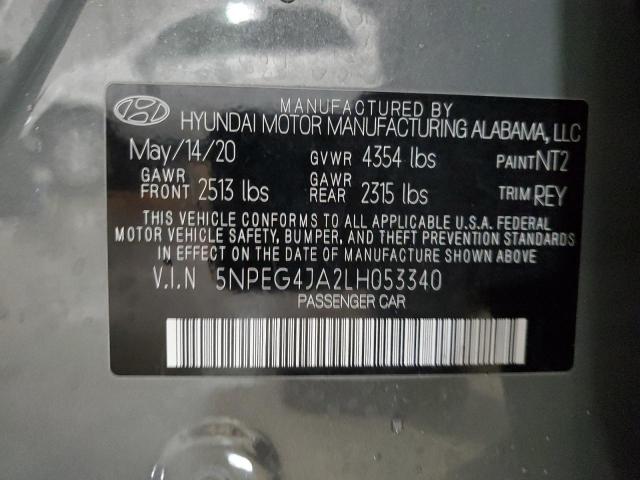 MANUFACTURED BY
HYUNDAI MOTOR MANUFACTURING ALABAMA, LLC
May/14/20 GVWR 4354 lbs PAINT NT2
GAWR FRONT 2513 lbs GAWR REAR 2315 lbs TRIM REY
THIS VEHICLE CONFORMS TO ALL APPLICABLE U.S.A. FEDERAL
MOTOR VEHICLE SAFETY, BUMPER, AND THEFT PREVENTION STANDARDS
IN EFFECT ON THE DATE OF MANUFACTURE SHOWN ABOVE.
V.I.N 5NPEG4JA2LH053340
PASSENGER CAR